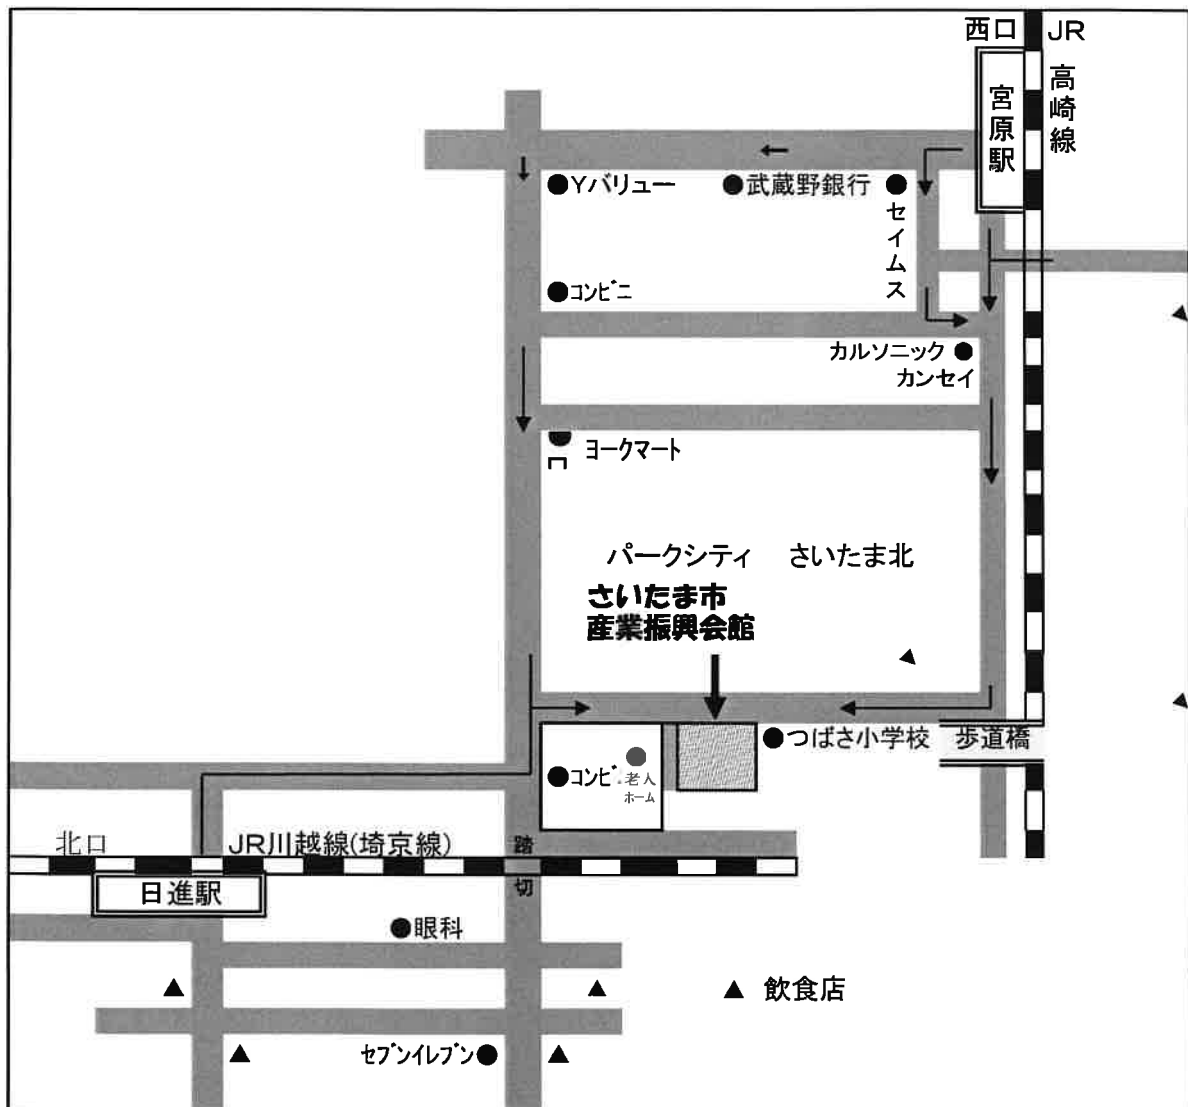 西口
JR
高崎線
宮原駅
Yバリュー
武蔵野銀行
セイムス
コンビニ
カルソニック
カンセイ
ヨークマート
パークシティ さいたま北
さいたま市
産業振興会館
つばさ小学校
歩道橋
コンビ
老人
ホーム
北口
JR川越線(埼京線)
踏
切
日進駅
眼科
飲食店
セブンイレブン